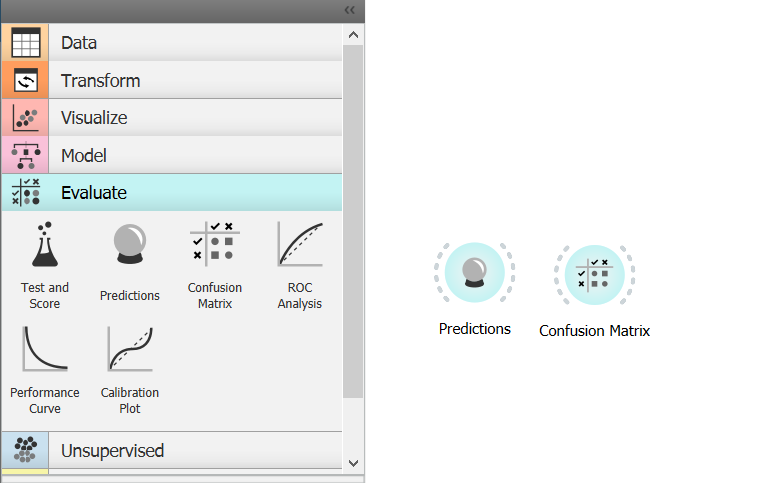 Data
Transform
Visualize
Model
Evaluate
Test and
Score
Predictions
Confusion
Matrix
ROC
Analysis
Performance
Curve
Calibration
Plot
Unsupervised
Predictions
Confusion Matrix